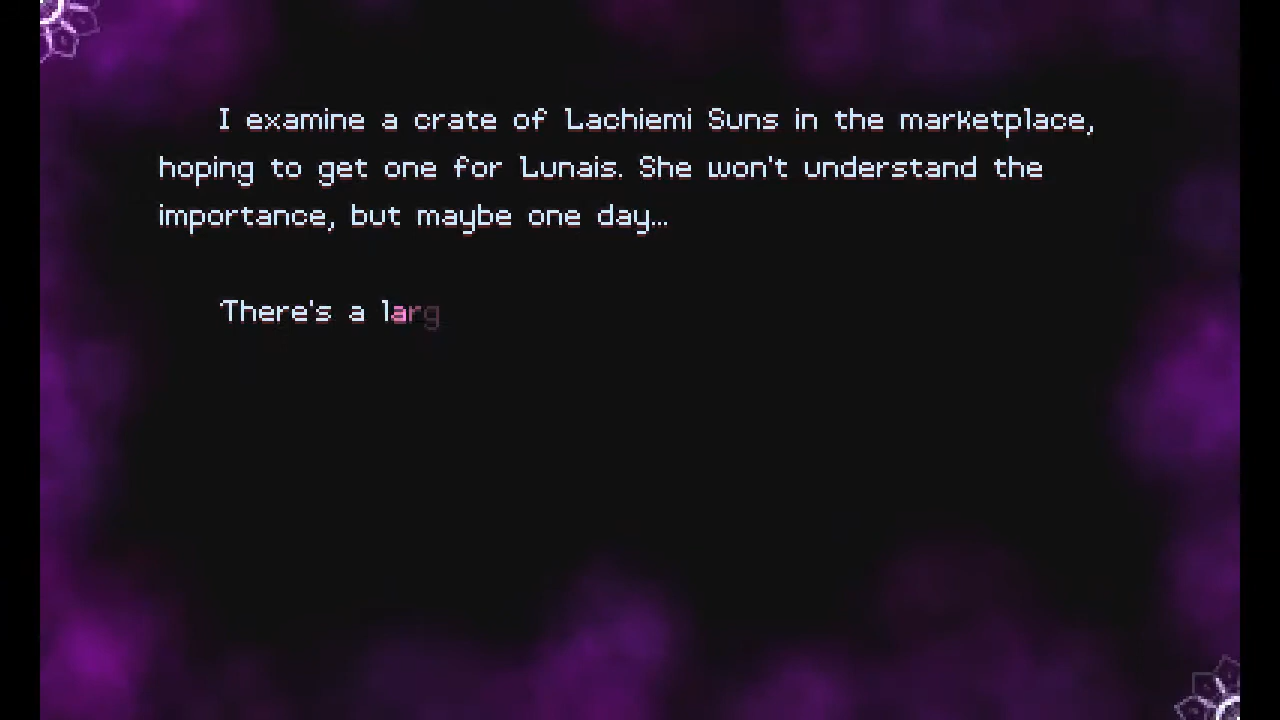 I examine a crate of Lachiemi Suns in the marketplace,
hoping to get one for Lunais. She won't understand the
importance, but maybe one day...
There's a larg